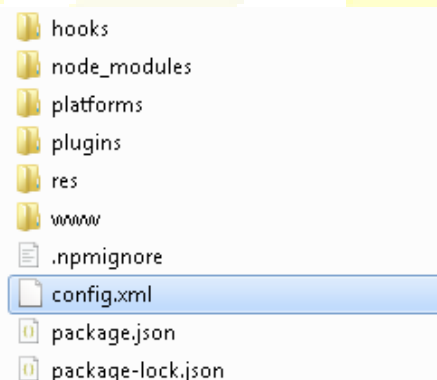 hooks
node_modules
platforms
plugins
res
www
.npmignore
config.xml
package.json
package-lock.json